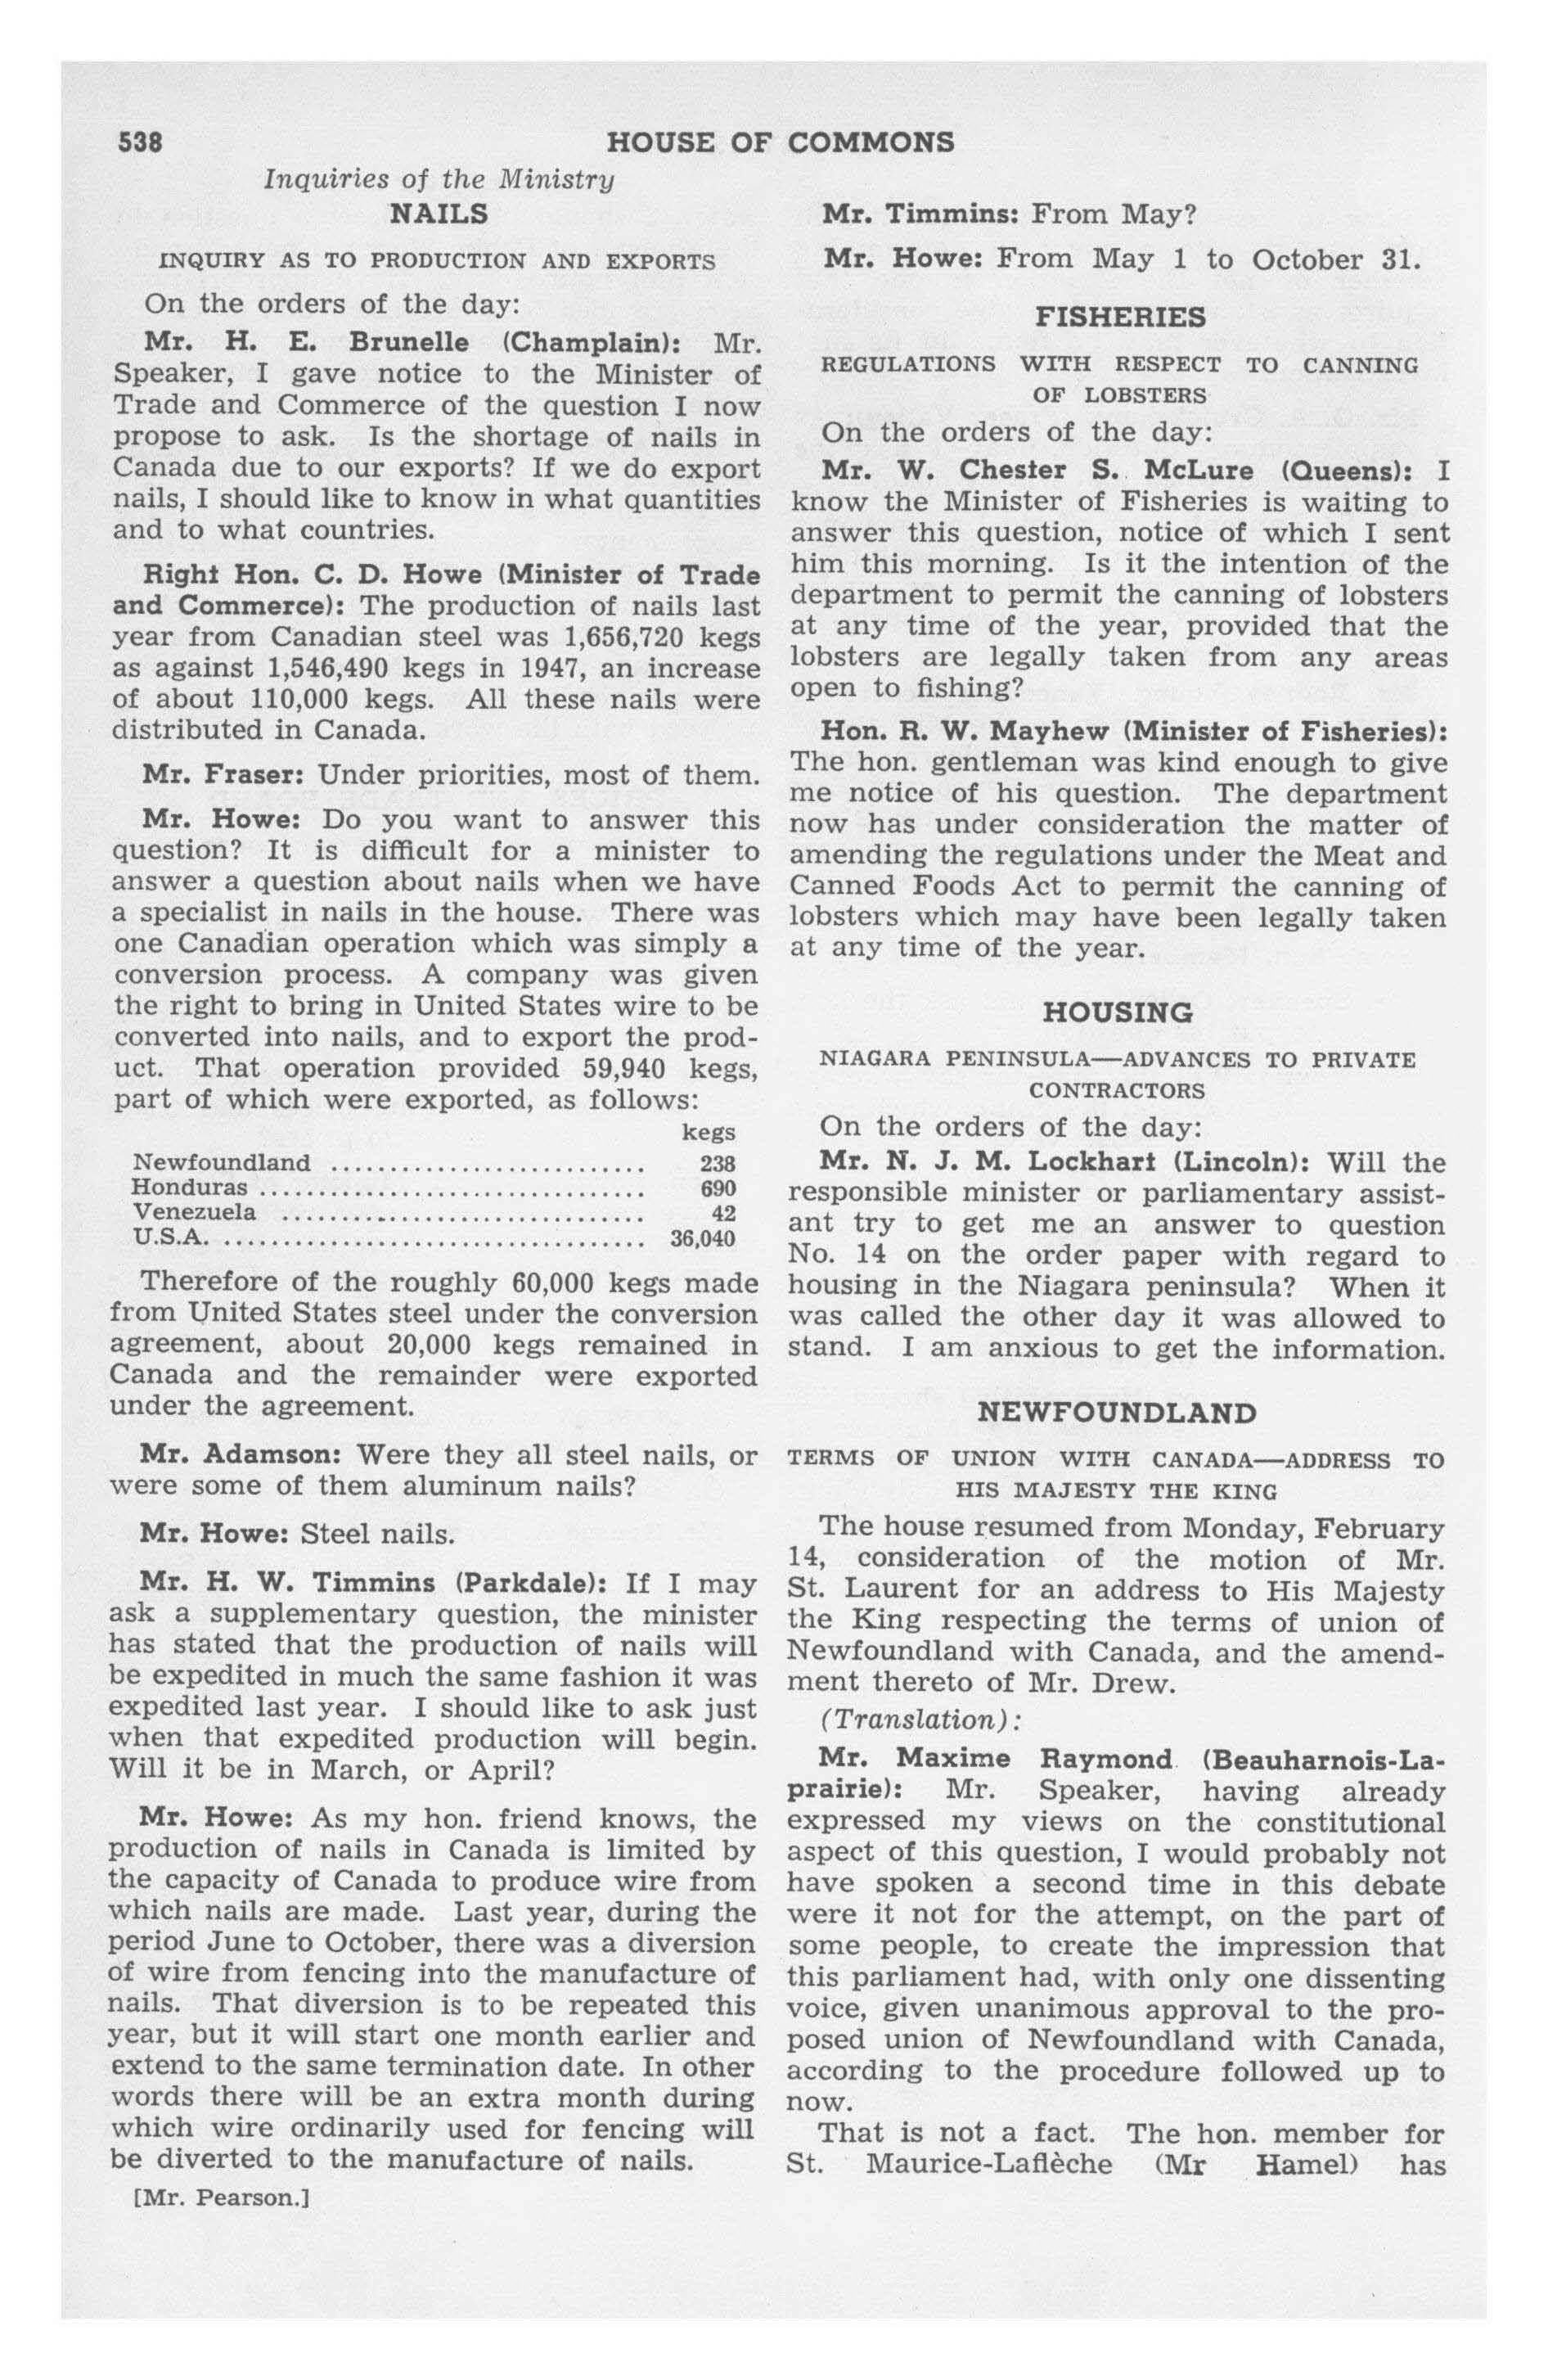 538
HOUSE OF COMMONS
Inquiries of the Ministry
NAILS
INQUIRY AS TO PRODUCTION AND EXPORTS
On the orders of the day:
Mr. H. E. Brunelle (Champlain): Mr.
Speaker, I gave notice to the Minister of
Trade and Commerce of the question I now
propose to ask. Is the shortage of nails in
Canada due to our exports? If we do export
nails, I should like to know in what quantities
and to what countries.
Right Hon. C. D. Howe (Minister of Trade
and Commerce): The production of nails last
year from Canadian steel was 1,656,720 kegs
as against 1,546,490 kegs in 1947, an increase
of about 110,000 kegs. All these nails were
distributed in Canada.
Mr. Fraser: Under priorities, most of them.
Mr. Howe: Do you want to answer this
question? It is difficult for a minister to
answer a question about nails when we have
a specialist in nails in the house. There was
one Canadian operation which was simply a
conversion process. A company was given
the right to bring in United States wire to be
converted into nails, and to export the prod-
uct. That operation provided 59,940 kegs,
part of which were exported, as follows:
kegs
Newfoundland ........................... 238
Honduras ................................. 690
Venezuela ............................... 42
U.S.A. .................................... 36,040
Therefore of the roughly 60,000 kegs made
from United States steel under the conversion
agreement, about 20,000 kegs remained in
Canada and the remainder were exported
under the agreement.
Mr. Adamson: Were they all steel nails, or
were some of them aluminum nails?
Mr. Howe: Steel nails.
Mr. H. W. Timmins (Parkdale): If I may
ask a supplementary question, the minister
has stated that the production of nails will
be expedited in much the same fashion it was
expedited last year. I should like to ask just
when that expedited production will begin.
Will it be in March, or April?
Mr. Howe: As my hon. friend knows, the
production of nails in Canada is limited by
the capacity of Canada to produce wire from
which nails are made. Last year, during the
period June to October, there was a diversion
of wire from fencing into the manufacture of
nails. That diversion is to be repeated this
year, but it will start one month earlier and
extend to the same termination date. In other
words there will be an extra month during
which wire ordinarily used for fencing will
be diverted to the manufacture of nails.
[Mr. Pearson.]
Mr. Timmins: From May?
Mr. Howe: From May 1 to October 31.
FISHERIES
REGULATIONS WITH RESPECT TO CANNING
OF LOBSTERS
On the orders of the day:
Mr. W. Chester S. McLure (Queens): I
know the Minister of Fisheries is waiting to
answer this question, notice of which I sent
him this morning. Is it the intention of the
department to permit the canning of lobsters
at any time of the year, provided that the
lobsters are legally taken from any areas
open to fishing?
Hon. R. W. Mayhew (Minister of Fisheries):
The hon. gentleman was kind enough to give
me notice of his question. The department
now has under consideration the matter of
amending the regulations under the Meat and
Canned Foods Act to permit the canning of
lobsters which may have been legally taken
at any time of the year.
HOUSING
NIAGARA PENINSULA—ADVANCES TO PRIVATE
CONTRACTORS
On the orders of the day:
Mr. N. J. M. Lockhart (Lincoln): Will the
responsible minister or parliamentary assist-
ant try to get me an answer to question
No. 14 on the order paper with regard to
housing in the Niagara peninsula? When it
was called the other day it was allowed to
stand. I am anxious to get the information.
NEWFOUNDLAND
TERMS OF UNION WITH CANADA—ADDRESS TO
HIS MAJESTY THE KING
The house resumed from Monday, February
14, consideration of the motion of Mr.
St. Laurent for an address to His Majesty
the King respecting the terms of union of
Newfoundland with Canada, and the amend-
ment thereto of Mr. Drew.
(Translation):
Mr. Maxime Raymond (Beauharnois-La-
prairie): Mr. Speaker, having already
expressed my views on the constitutional
aspect of this question, I would probably not
have spoken a second time in this debate
were it not for the attempt, on the part of
some people, to create the impression that
this parliament had, with only one dissenting
voice, given unanimous approval to the pro-
posed union of Newfoundland with Canada,
according to the procedure followed up to
now.
That is not a fact. The hon. member for
St. Maurice-Laflèche (Mr Hamel) has